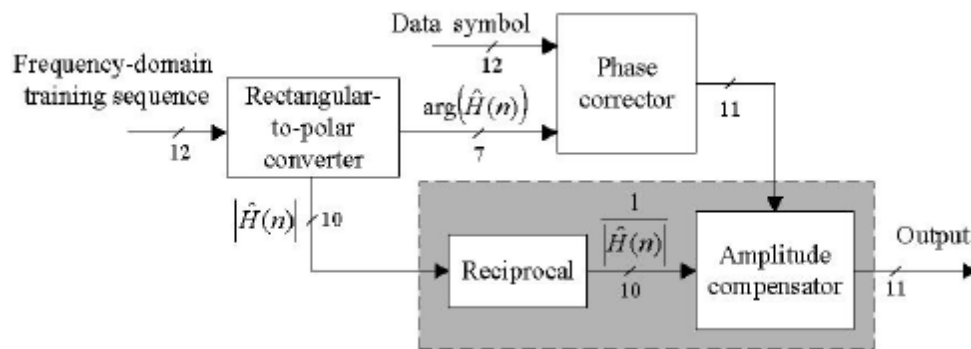 Data symbol
12
Frequency-domain
training sequence
12
Rectangular-
to-polar
converter
arg(Ĥ(n))
7
Phase
corrector
11
|Ĥ(n)|
10
Reciprocal
1
|Ĥ(n)|
10
Amplitude
compensator
Output
11